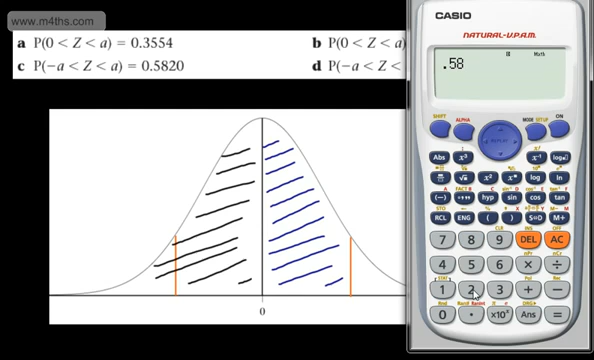 www.m4ths.com
a P(0 < Z < a) = 0.3554
b P(0 < Z < a)
c P(−a < Z < a) = 0.5820
d P(−a < Z <
0
CASIO
NATURAL-V.P.A.M.
Math
.58
SHIFT ALPHA REPLAY MODE SETUP ON
Abs x³ x⁻¹ log
√ x² log ln
(−) hyp sin cos tan
RCL ENG ( ) S⇔D M+
7 8 9 DEL AC
4 5 6 × ÷
1 2 3 + −
0 . ×10ˣ Ans =